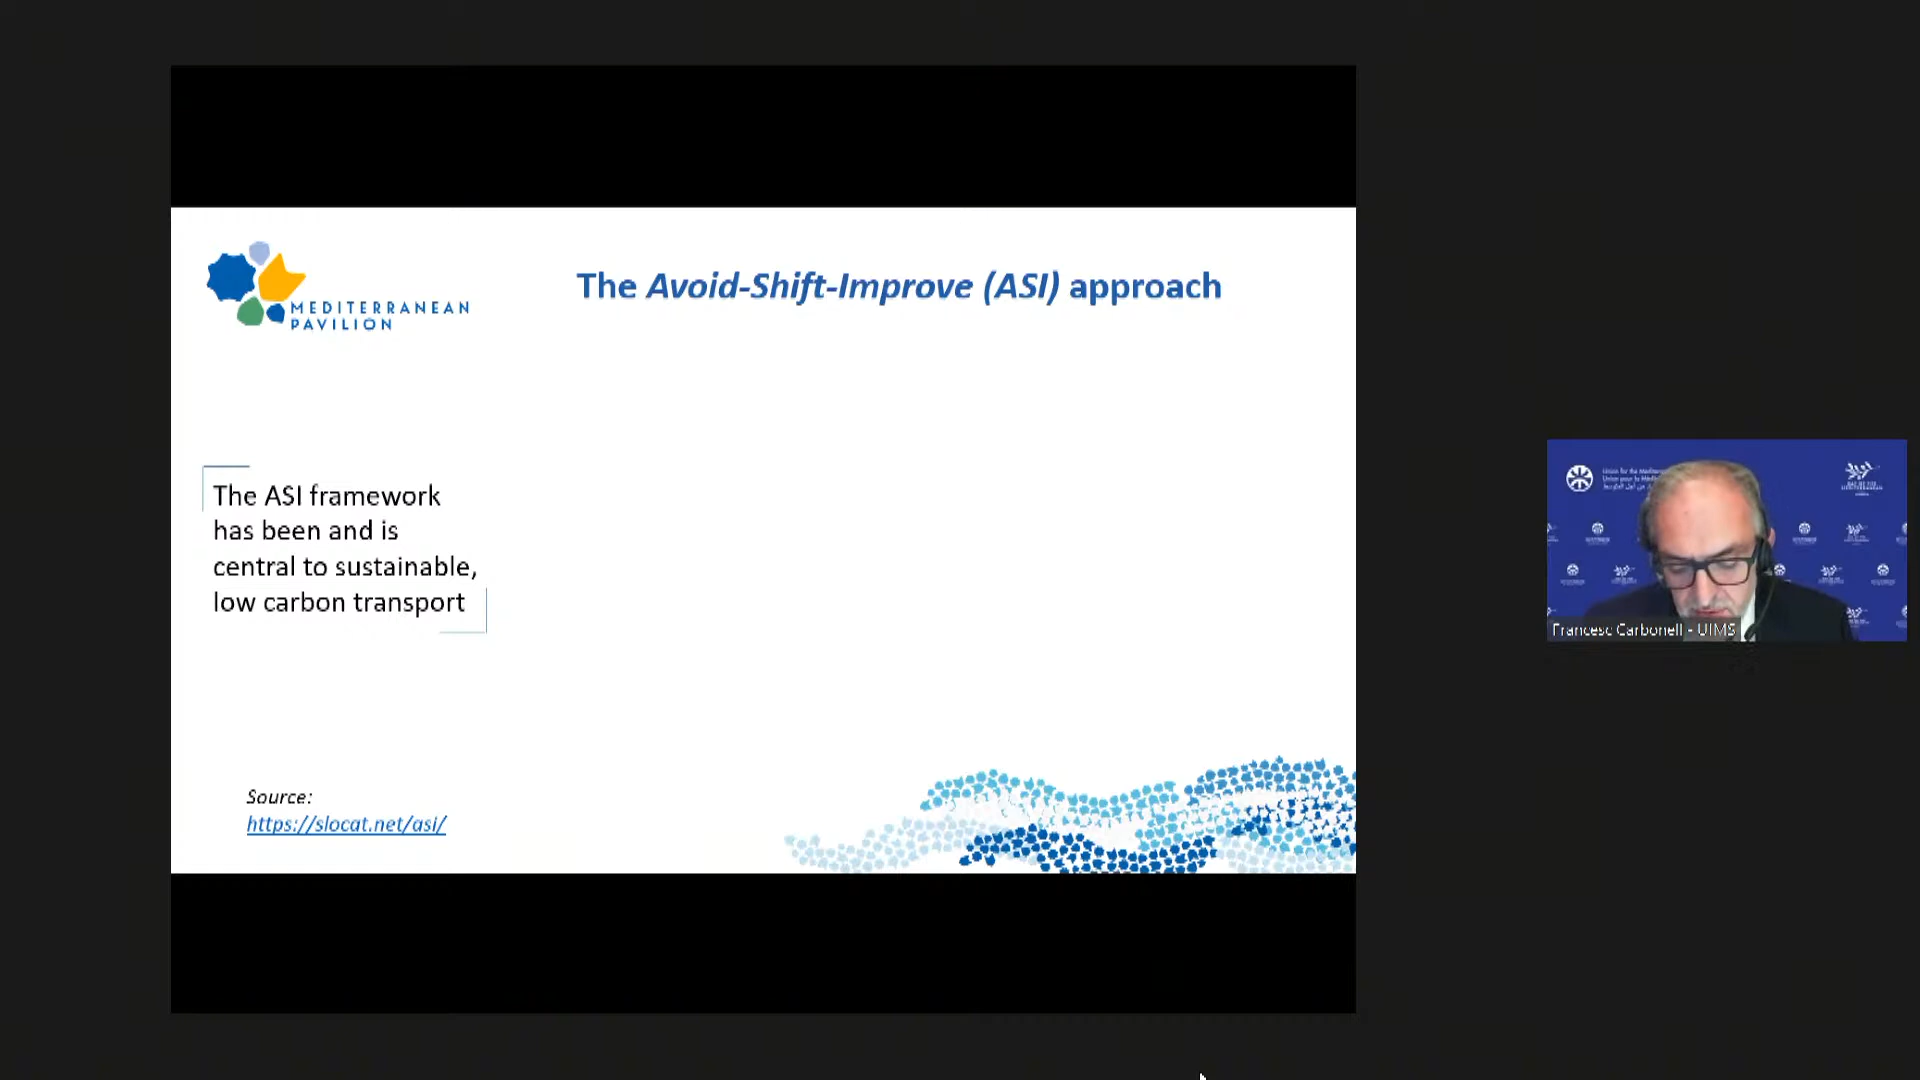 MEDITERRANEAN
PAVILION
The Avoid-Shift-Improve (ASI) approach
The ASI framework
has been and is
central to sustainable,
low carbon transport
Source:
https://slocat.net/asi/
Francesc Carbonell - UfMS